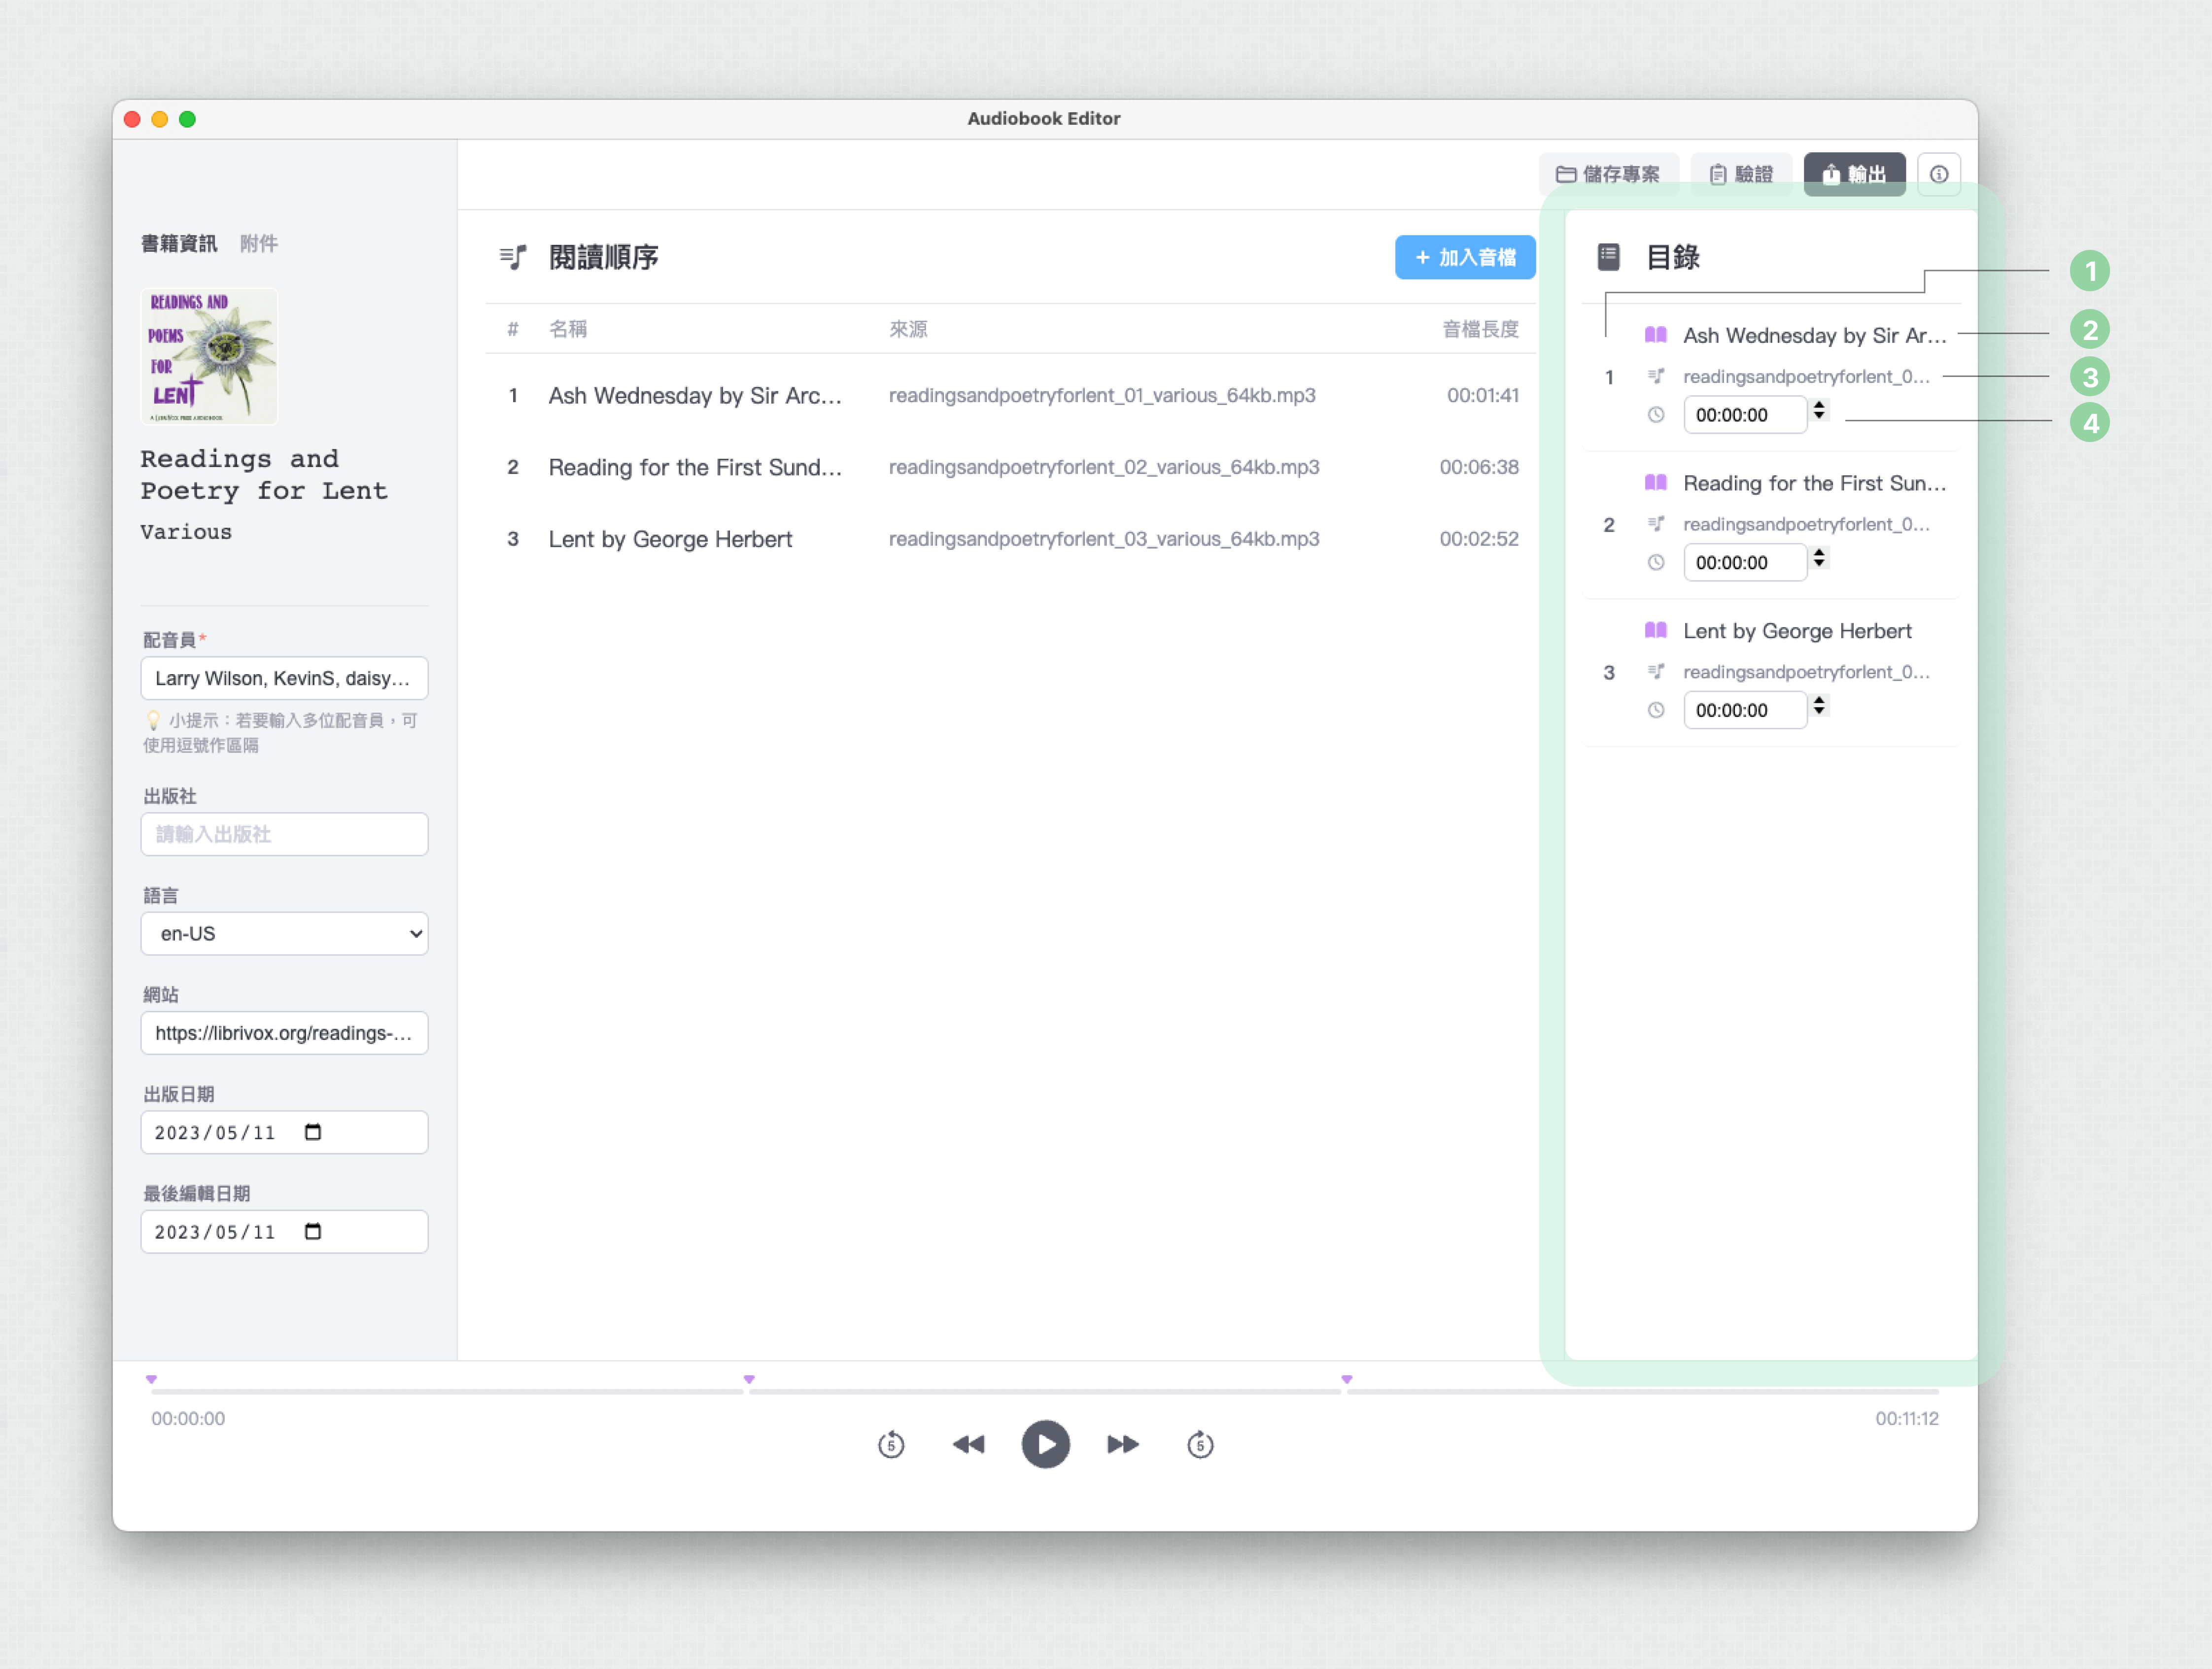 Audiobook Editor
儲存專案
驗證
輸出
書籍資訊
附件
READINGS AND
POEMS
FOR
LENT
A LIBRIVOX FREE AUDIOBOOK
Readings and
Poetry for Lent
Various
配音員*
Larry Wilson, KevinS, daisy...
小提示：若要輸入多位配音員，可
使用逗號作區隔
出版社
請輸入出版社
語言
en-US
網站
https://librivox.org/readings-...
出版日期
2023/05/11
最後編輯日期
2023/05/11
閱讀順序
+ 加入音檔
# 名稱 來源 音檔長度
1 Ash Wednesday by Sir Arc... readingsandpoetryforlent_01_various_64kb.mp3 00:01:41
2 Reading for the First Sund... readingsandpoetryforlent_02_various_64kb.mp3 00:06:38
3 Lent by George Herbert readingsandpoetryforlent_03_various_64kb.mp3 00:02:52
目錄
Ash Wednesday by Sir Ar...
1 readingsandpoetryforlent_0...
00:00:00
Reading for the First Sun...
2 readingsandpoetryforlent_0...
00:00:00
Lent by George Herbert
3 readingsandpoetryforlent_0...
00:00:00
1
2
3
4
00:00:00
00:11:12
5
5